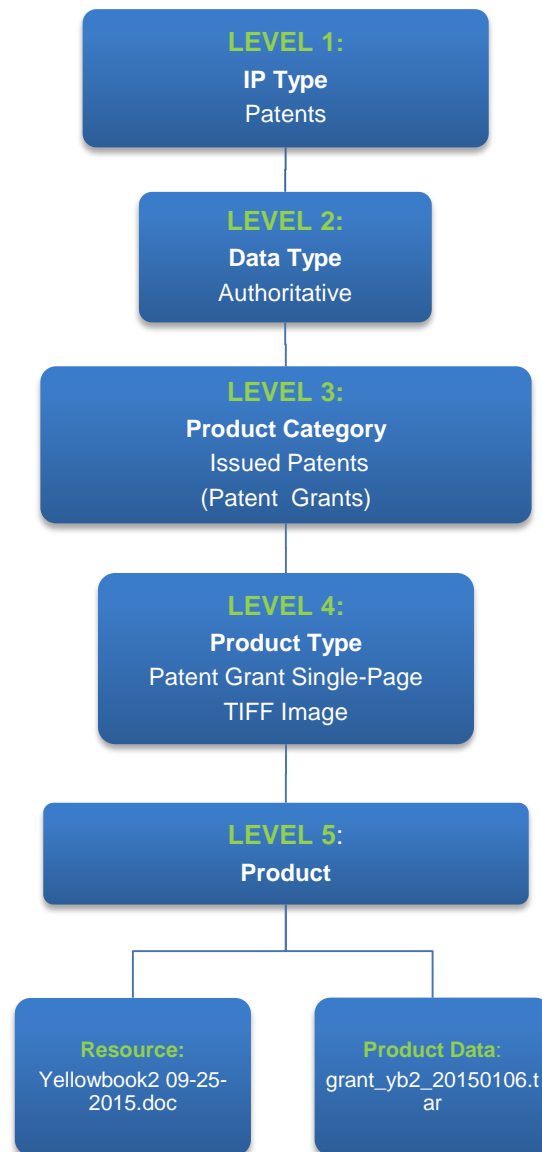 LEVEL 1:
IP Type
Patents
LEVEL 2:
Data Type
Authoritative
LEVEL 3:
Product Category
Issued Patents
(Patent Grants)
LEVEL 4:
Product Type
Patent Grant Single-Page
TIFF Image
LEVEL 5:
Product
Resource:
Yellowbook2 09-25-
2015.doc
Product Data:
grant_yb2_20150106.t
ar